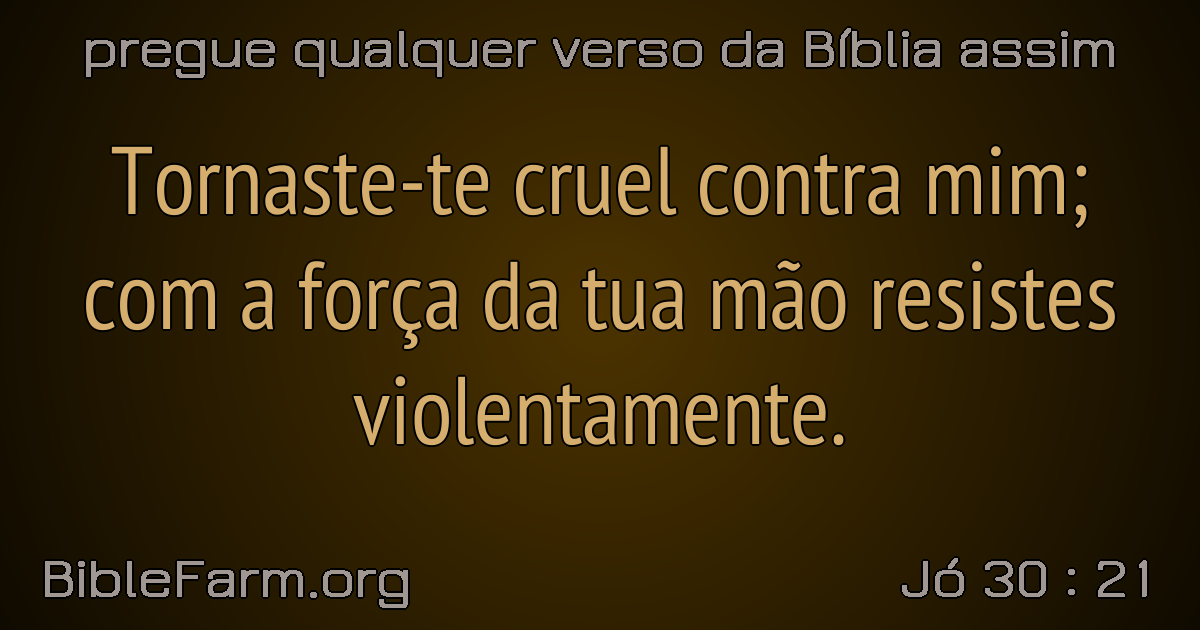 pregue qualquer verso da Bíblia assim
Tornaste-te cruel contra mim;
com a força da tua mão resistes
violentamente.
BibleFarm.org
Jó 30 : 21